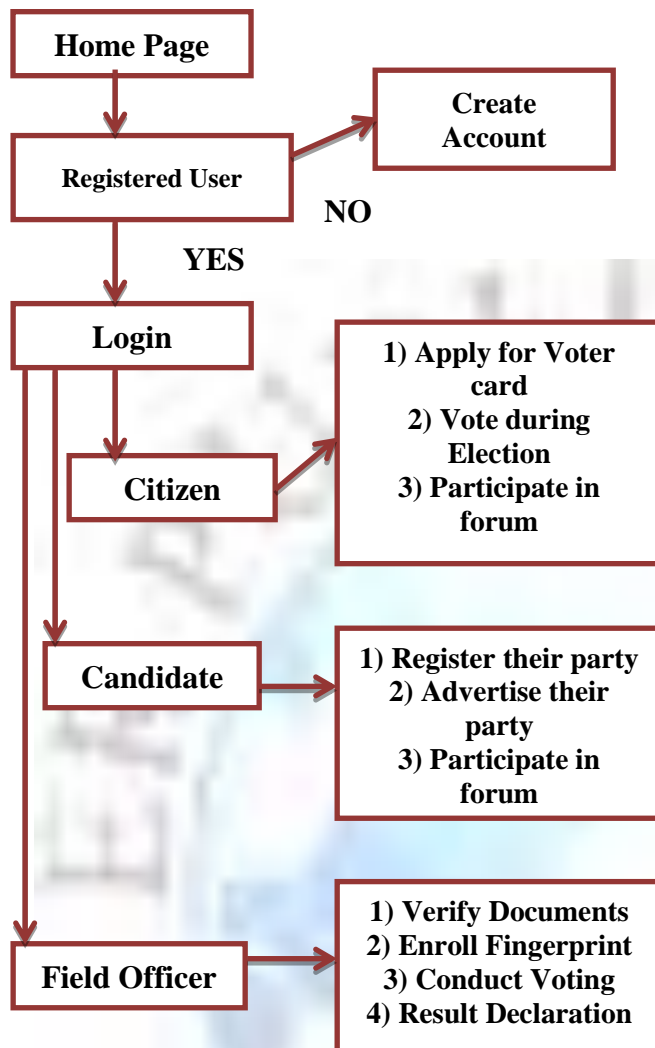 Home Page
Create
Account
Registered User
NO
YES
Login
1) Apply for Voter
card
2) Vote during
Election
3) Participate in
forum
Citizen
Candidate
1) Register their party
2) Advertise their
party
3) Participate in
forum
Field Officer
1) Verify Documents
2) Enroll Fingerprint
3) Conduct Voting
4) Result Declaration